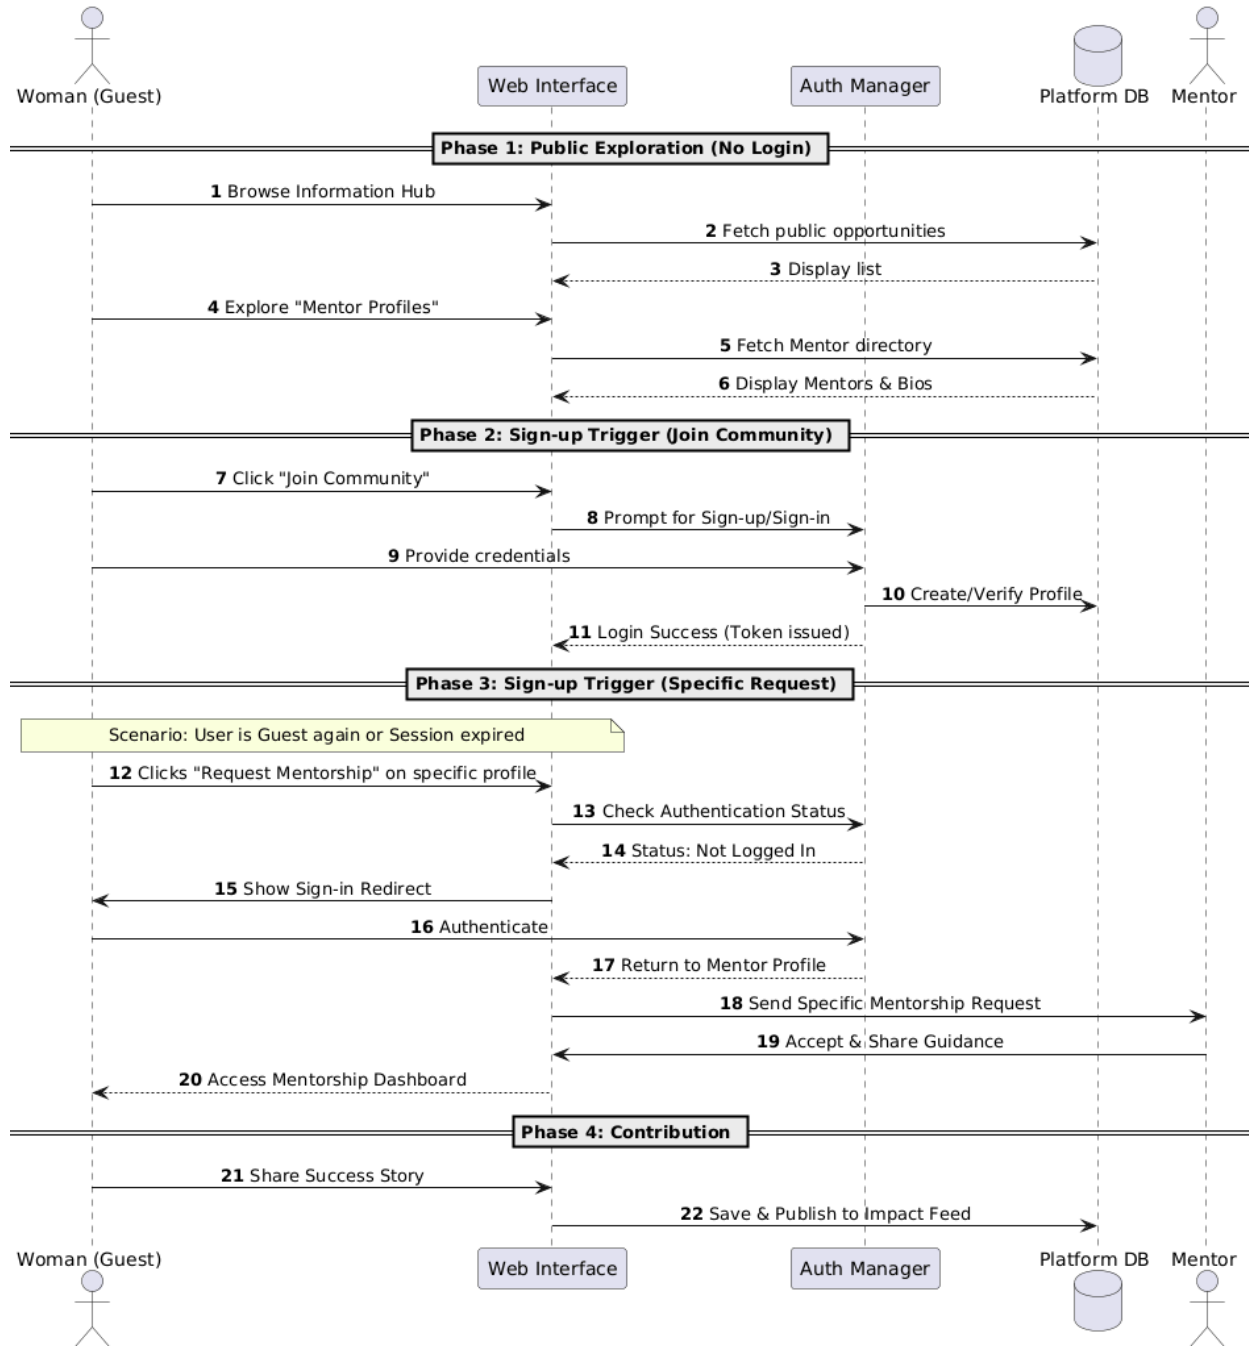 Woman (Guest)
Web Interface
Auth Manager
Platform DB
Mentor
Phase 1: Public Exploration (No Login)
1 Browse Information Hub
2 Fetch public opportunities
3 Display list
4 Explore "Mentor Profiles"
5 Fetch Mentor directory
6 Display Mentors & Bios
Phase 2: Sign-up Trigger (Join Community)
7 Click "Join Community"
8 Prompt for Sign-up/Sign-in
9 Provide credentials
10 Create/Verify Profile
11 Login Success (Token issued)
Phase 3: Sign-up Trigger (Specific Request)
Scenario: User is Guest again or Session expired
12 Clicks "Request Mentorship" on specific profile
13 Check Authentication Status
14 Status: Not Logged In
15 Show Sign-in Redirect
16 Authenticate
17 Return to Mentor Profile
18 Send Specific Mentorship Request
19 Accept & Share Guidance
20 Access Mentorship Dashboard
Phase 4: Contribution
21 Share Success Story
22 Save & Publish to Impact Feed
Woman (Guest)
Web Interface
Auth Manager
Platform DB
Mentor